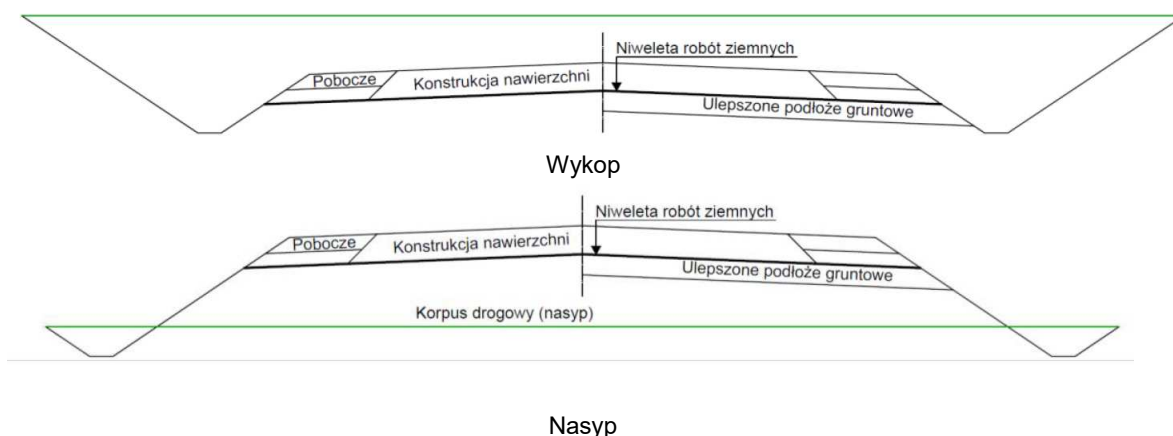 Niweleta robót ziemnych
Pobocze
Konstrukcja nawierzchni
Ulepszone podłoże gruntowe
Wykop
Niweleta robót ziemnych
Pobocze
Konstrukcja nawierzchni
Ulepszone podłoże gruntowe
Korpus drogowy (nasyp)
Nasyp